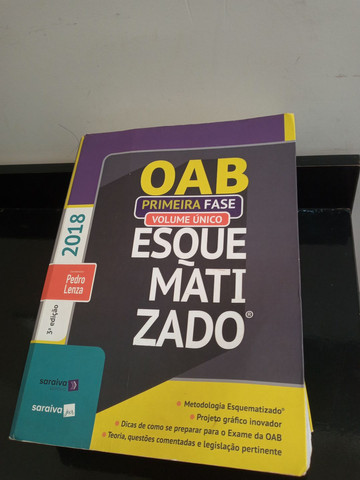 OAB
PRIMEIRA FASE
VOLUME ÚNICO
ESQUE
MATI
ZADO®
2018
Pedro
Lenza
3ª edição
saraiva
saraiva
• Metodologia Esquematizado®
• Projeto gráfico inovador
• Dicas de como se preparar para o Exame da OAB
• Teoria, questões comentadas e legislação pertinente